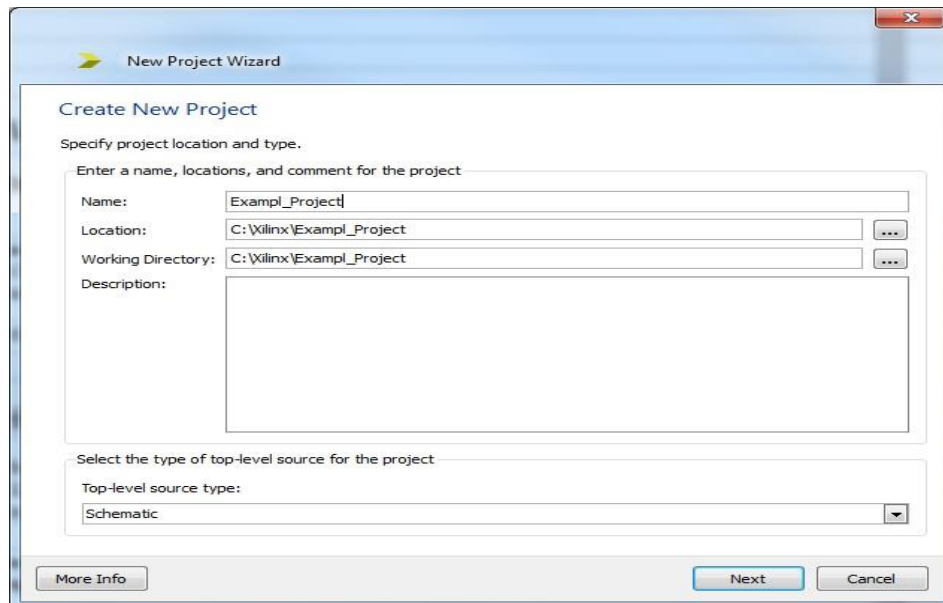 New Project Wizard
Create New Project
Specify project location and type.
Enter a name, locations, and comment for the project
Name: Exampl_Project
Location: C:\Xilinx\Exampl_Project ...
Working Directory: C:\Xilinx\Exampl_Project ...
Description:
Select the type of top-level source for the project
Top-level source type:
Schematic
More Info Next Cancel